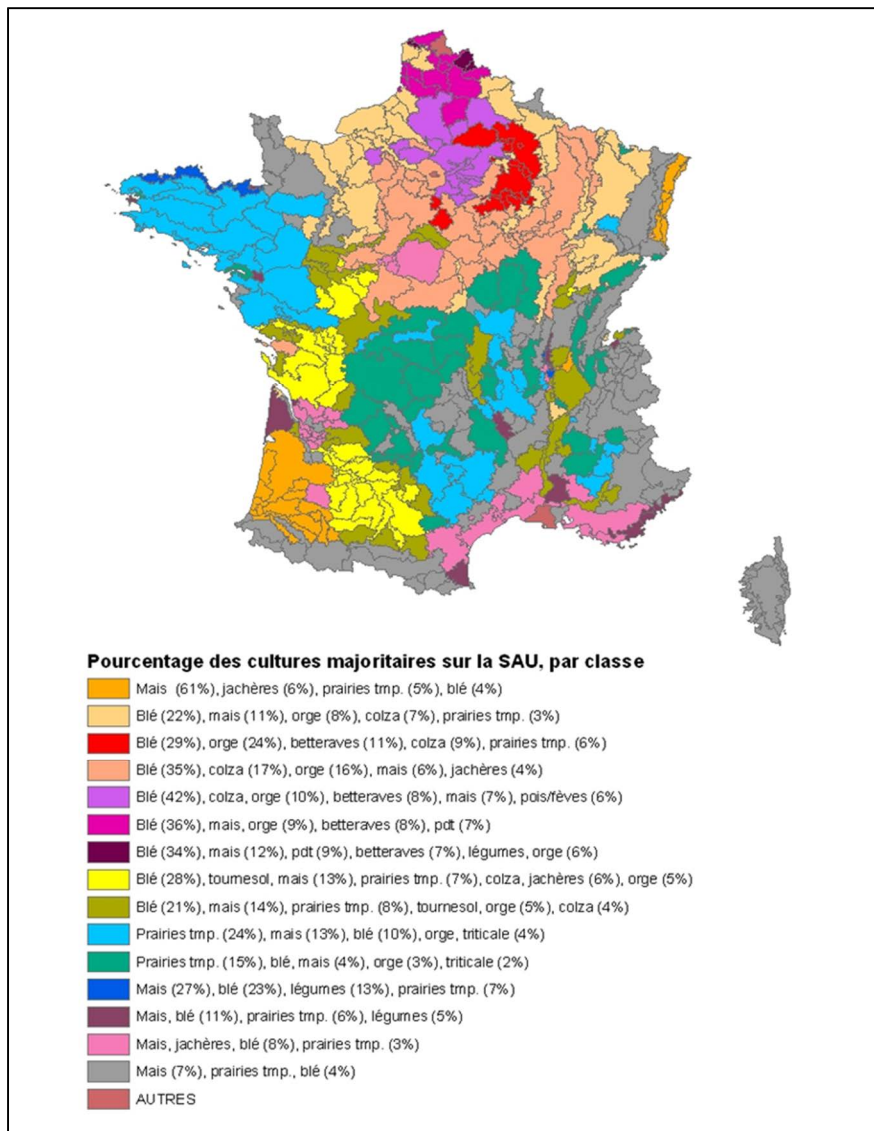 Pourcentage des cultures majoritaires sur la SAU, par classe
Mais (61%), jachères (6%), prairies tmp. (5%), blé (4%)
Blé (22%), mais (11%), orge (8%), colza (7%), prairies tmp. (3%)
Blé (29%), orge (24%), betteraves (11%), colza (9%), prairies tmp. (6%)
Blé (35%), colza (17%), orge (16%), mais (6%), jachères (4%)
Blé (42%), colza, orge (10%), betteraves (8%), mais (7%), pois/fèves (6%)
Blé (36%), mais, orge (9%), betteraves (8%), pdt (7%)
Blé (34%), mais (12%), pdt (9%), betteraves (7%), légumes, orge (6%)
Blé (28%), tournesol, mais (13%), prairies tmp. (7%), colza, jachères (6%), orge (5%)
Blé (21%), mais (14%), prairies tmp. (8%), tournesol, orge (5%), colza (4%)
Prairies tmp. (24%), mais (13%), blé (10%), orge, triticale (4%)
Prairies tmp. (15%), blé, mais (4%), orge (3%), triticale (2%)
Mais (27%), blé (23%), légumes (13%), prairies tmp. (7%)
Mais, blé (11%), prairies tmp. (6%), légumes (5%)
Mais, jachères, blé (8%), prairies tmp. (3%)
Mais (7%), prairies tmp., blé (4%)
AUTRES